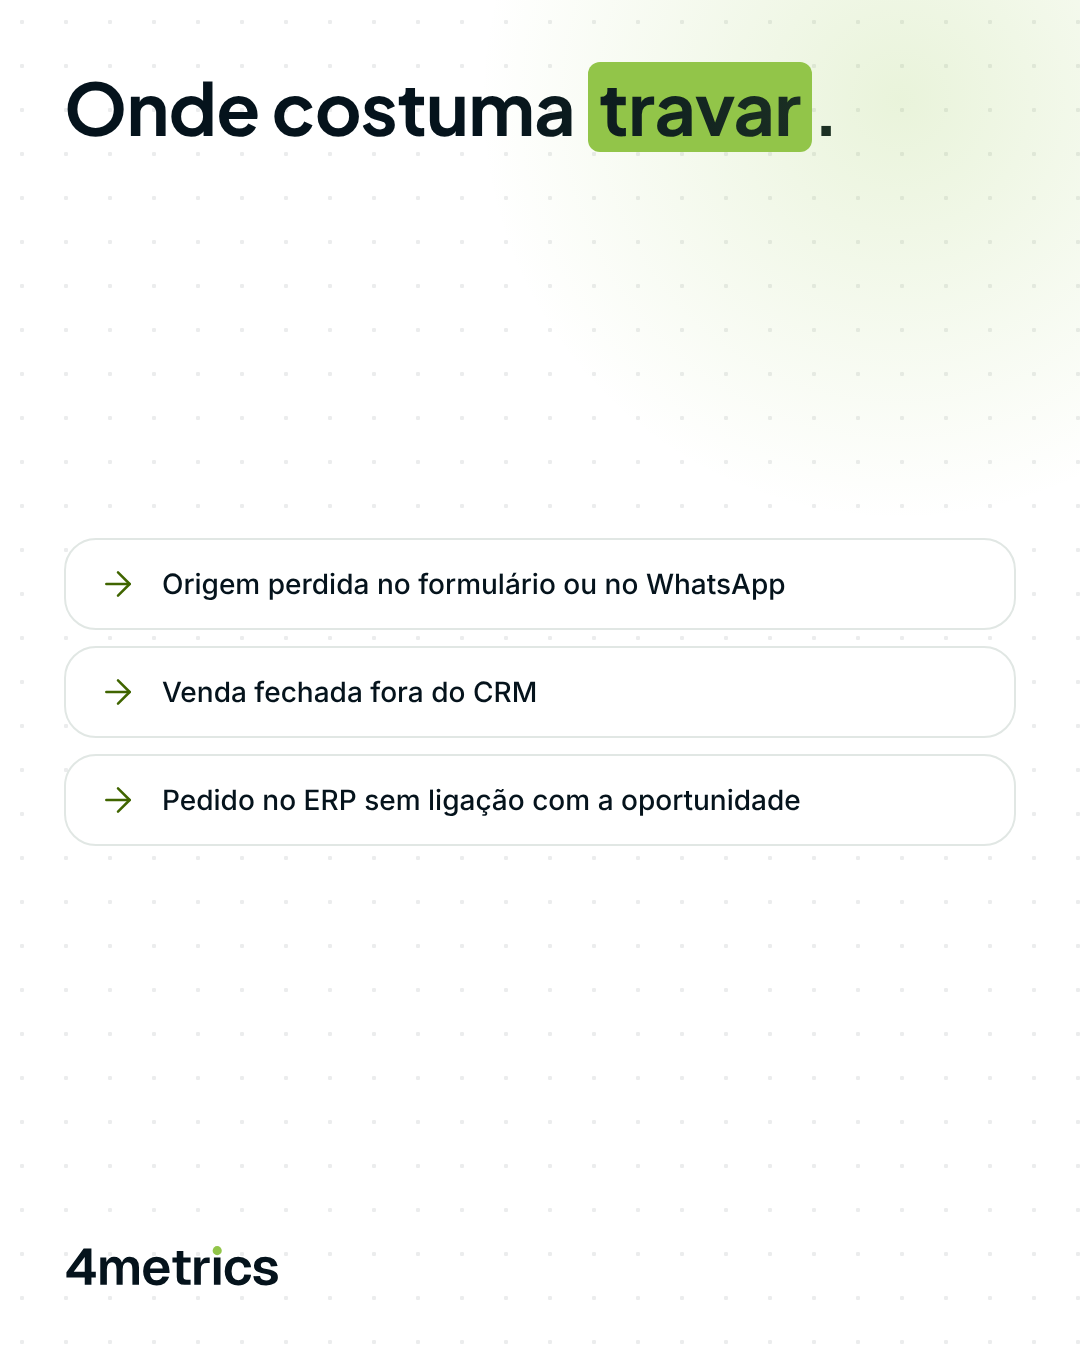 Onde costuma travar.
Origem perdida no formulário ou no WhatsApp
Venda fechada fora do CRM
Pedido no ERP sem ligação com a oportunidade
4metrics